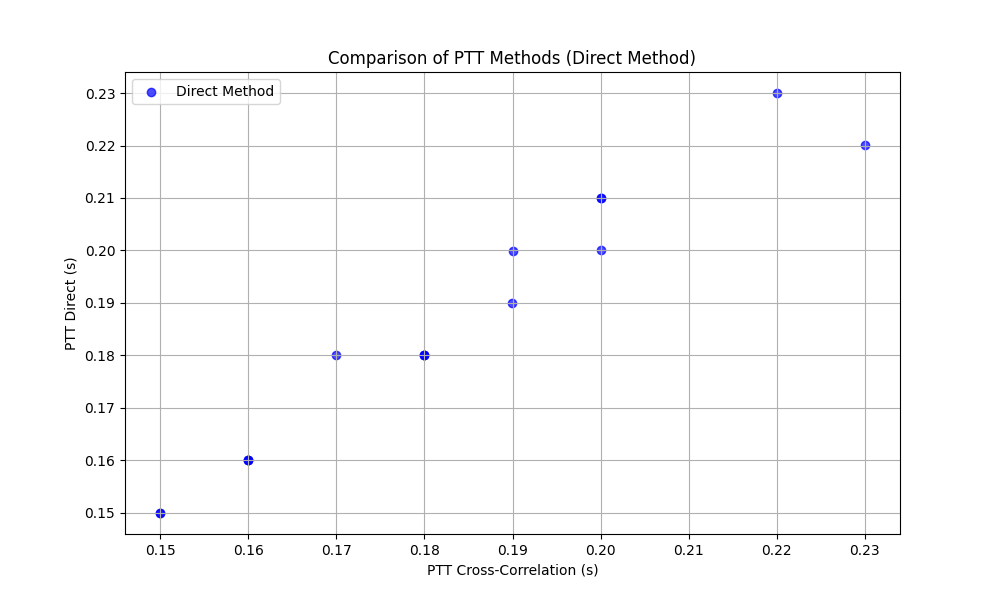 Comparison of PTT Methods (Direct Method)
Direct Method
PTT Direct (s)
0.23
0.22
0.21
0.20
0.19
0.18
0.17
0.16
0.15
0.15 0.16 0.17 0.18 0.19 0.20 0.21 0.22 0.23
PTT Cross-Correlation (s)